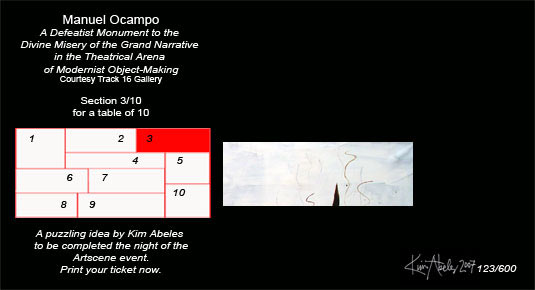 Manuel Ocampo
A Defeatist Monument to the
Divine Misery of the Grand Narrative
in the Theatrical Arena
of Modernist Object-Making
Courtesy Track 16 Gallery
Section 3/10
for a table of 10
1 2 3
4 5
6 7
10
8 9
A puzzling idea by Kim Abeles
to be completed the night of the
Artscene event.
Print your ticket now.
Kim Abeles 2007 123/600